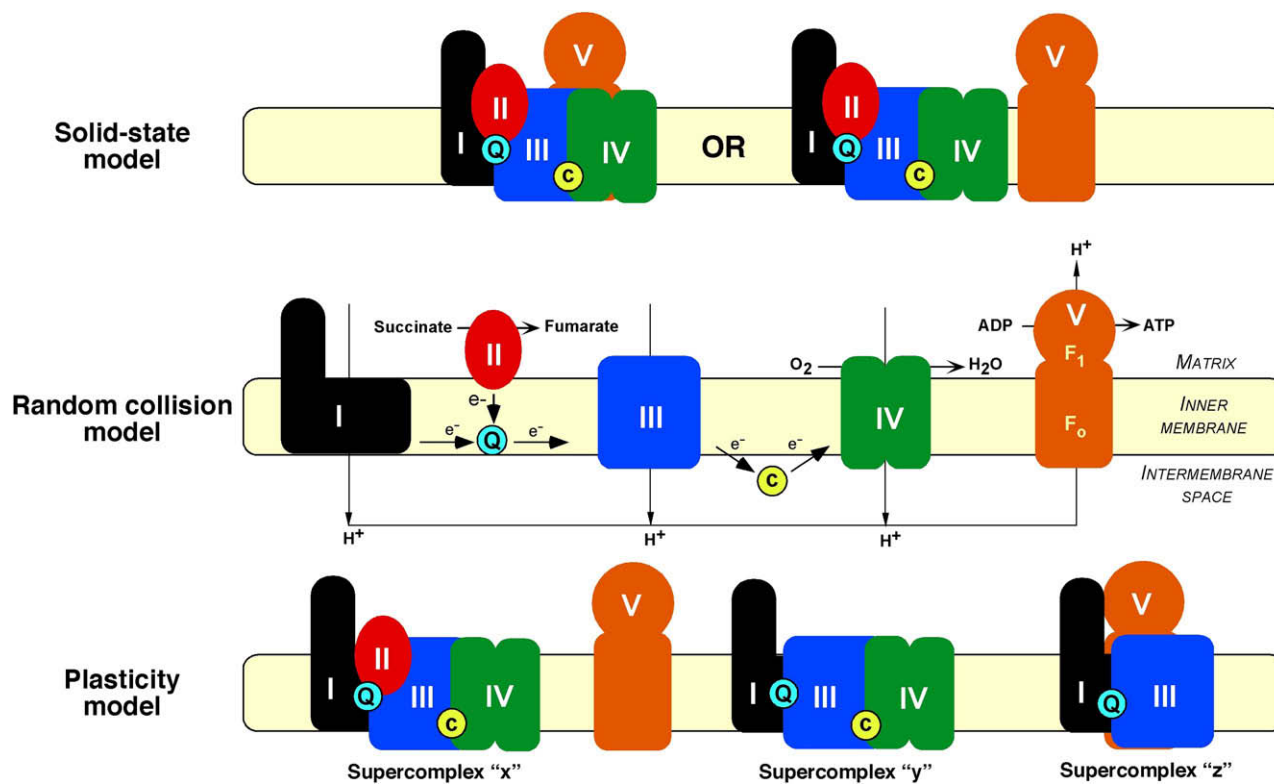 Solid-state
model
I
II
Q
III
C
IV
V
OR
I
II
Q
III
C
IV
V
Random collision
model
I
Succinate
Fumarate
II
e-
e-
Q
e-
III
e-
C
e-
O2
H2O
IV
H+
ADP
ATP
V
F1
Fo
MATRIX
INNER
MEMBRANE
INTERMEMBRANE
SPACE
H+
H+
H+
Plasticity
model
I
II
Q
III
C
IV
V
Supercomplex “x”
I
Q
III
C
IV
Supercomplex “y”
I
Q
III
V
Supercomplex “z”